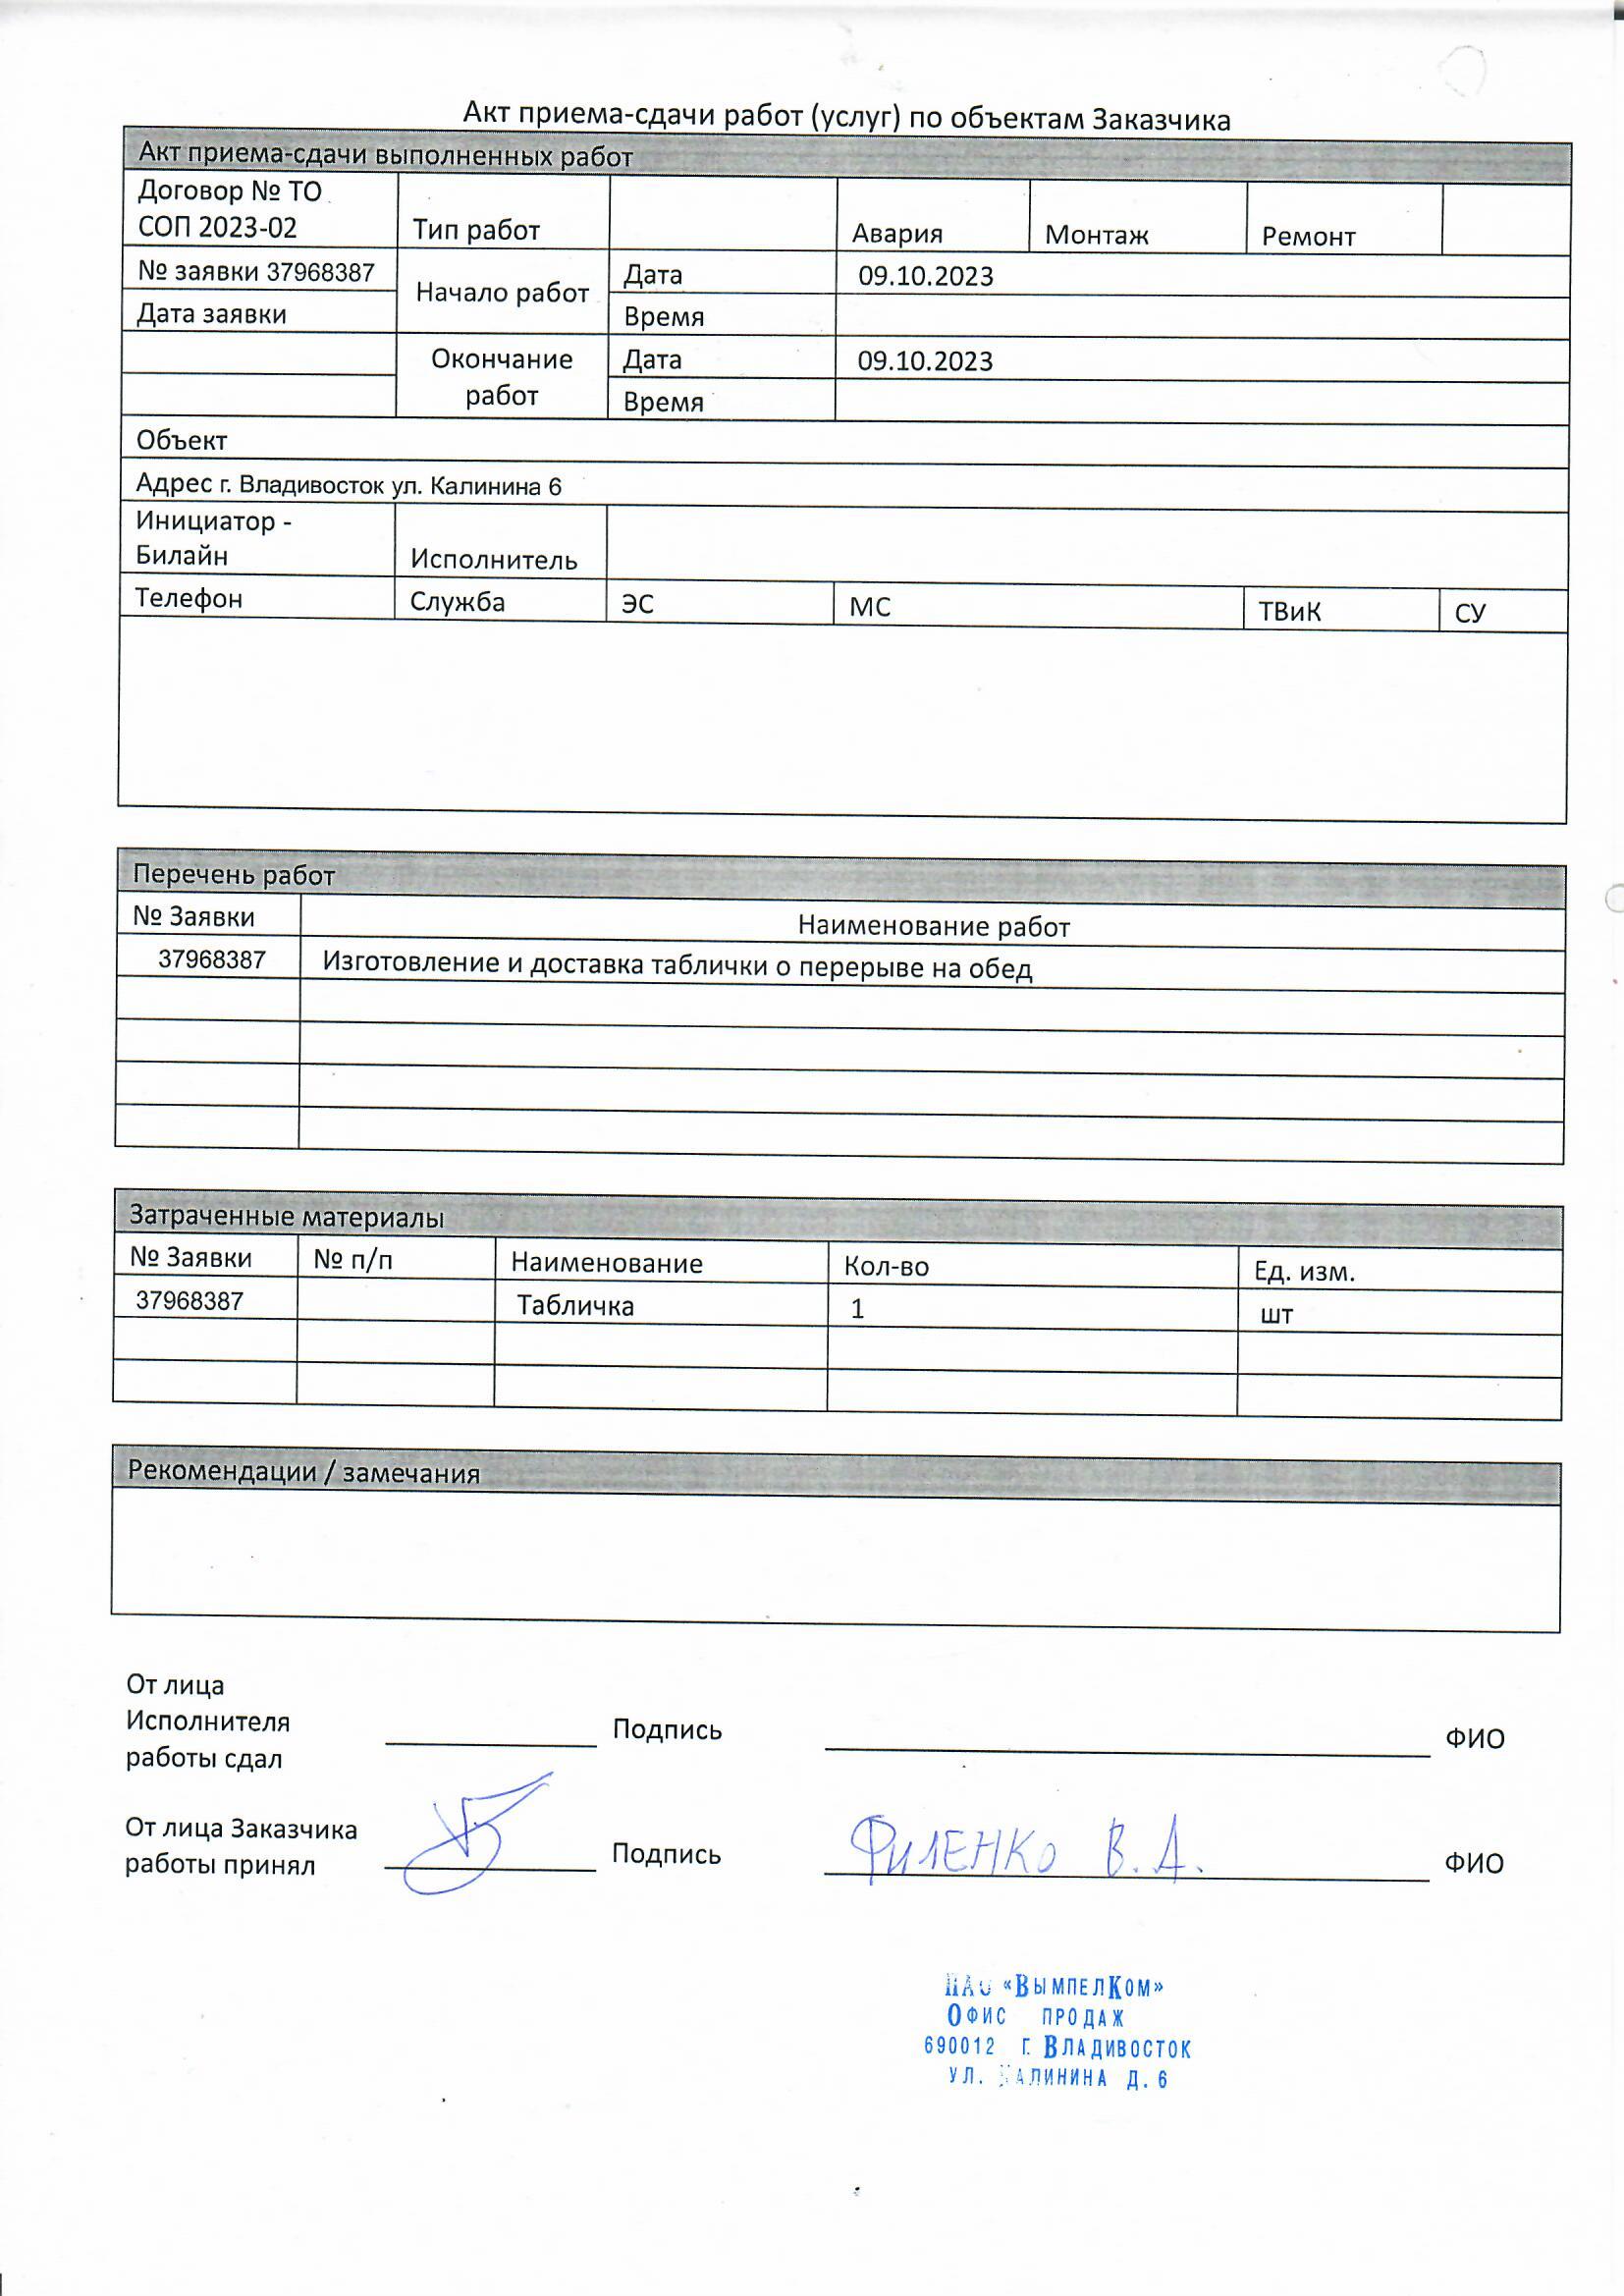 Акт приема-сдачи работ (услуг) по объектам Заказчика
Акт приема-сдачи выполненных работ
Договор № ТО
СОП 2023-02
Тип работ
Авария
Монтаж
Ремонт
№ заявки 37968387
Начало работ
Дата
09.10.2023
Дата заявки
Время
Окончание
работ
Дата
09.10.2023
Время
Объект
Адрес г. Владивосток ул. Калинина 6
Инициатор -
Билайн
Исполнитель
Телефон
Служба
ЭС
МС
ТВиК
СУ
Перечень работ
№ Заявки
Наименование работ
37968387
Изготовление и доставка таблички о перерыве на обед
Затраченные материалы
№ Заявки
№ п/п
Наименование
Кол-во
Ед. изм.
37968387
Табличка
1
шт
Рекомендации / замечания
От лица
Исполнителя
работы сдал
Подпись
ФИО
От лица Заказчика
работы принял
Подпись
Филенко В.А.
ФИО
ПАО «ВымпелКом»
Офис продаж
690012 г. Владивосток
ул. Калинина д. 6